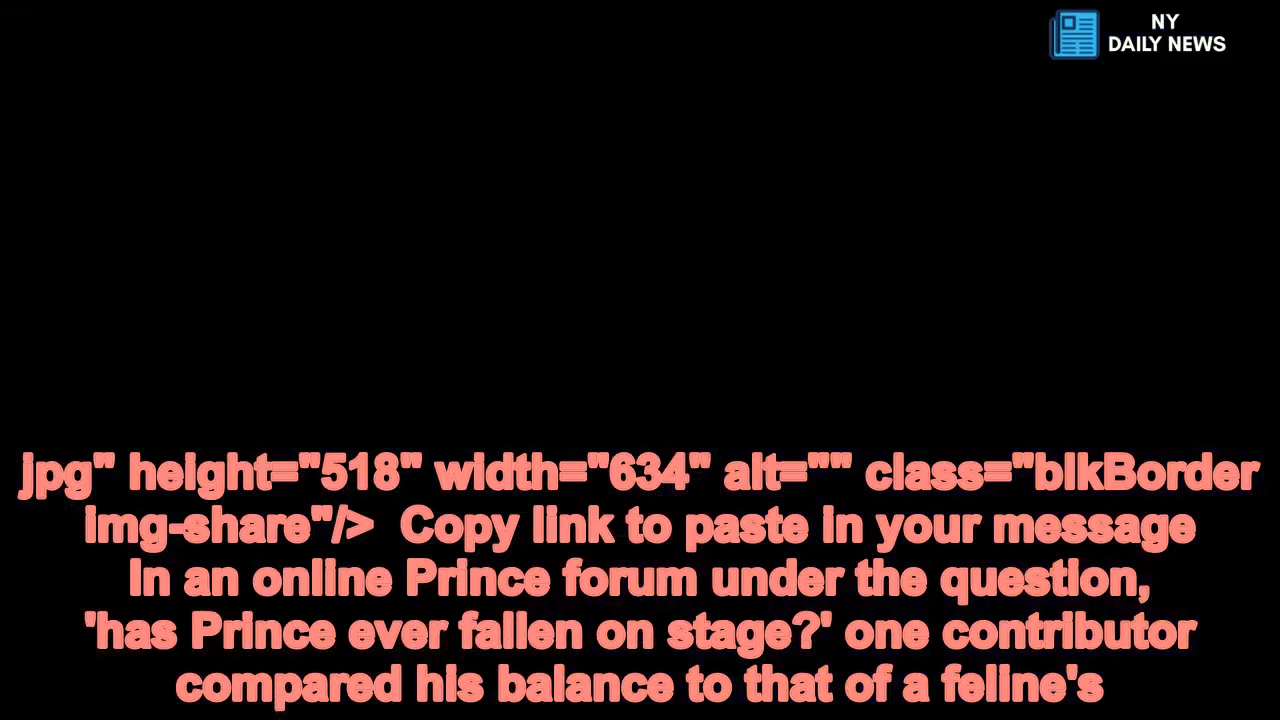 NY
DAILY NEWS
jpg" height="518" width="634" alt="" class="blkBorder
img-share"/>  Copy link to paste in your message
In an online Prince forum under the question,
'has Prince ever fallen on stage?' one contributor
compared his balance to that of a feline's